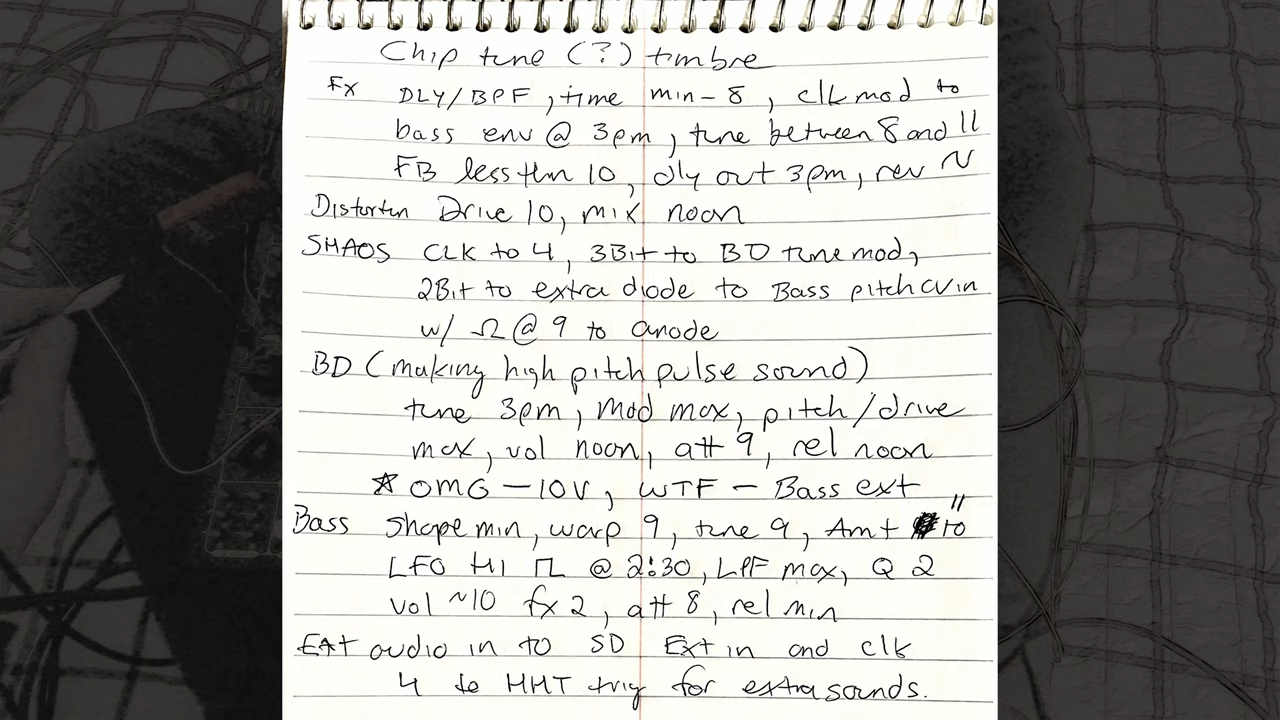 Chip tune (?) timbre
Fx DLY/BPF, time min-8, clk mod to
bass env @ 3pm, tune between 8 and 11
FB less then 10, dly out 3pm, rev ~
Distorten Drive 10, mix noon
SHAOS CLK to 4, 3Bit to BD tune mod,
2Bit to extra diode to Bass pitch cv in
w/ Ω @ 9 to anode
BD (making high pitch pulse sound)
tune 3pm, mod max, pitch/drive
max, vol noon, att 9, rel noon
☆ OMG - 10V, WTF - Bass ext
Bass shape min, warp 9, tune 9, Amt 10
11
LFO Hi ⊓ @ 2:30, LPF max, Q 2
vol ~10 fx 2, att 8, rel min
Ext audio in to SD Ext in and clk
4 to HHT trig for extra sounds.